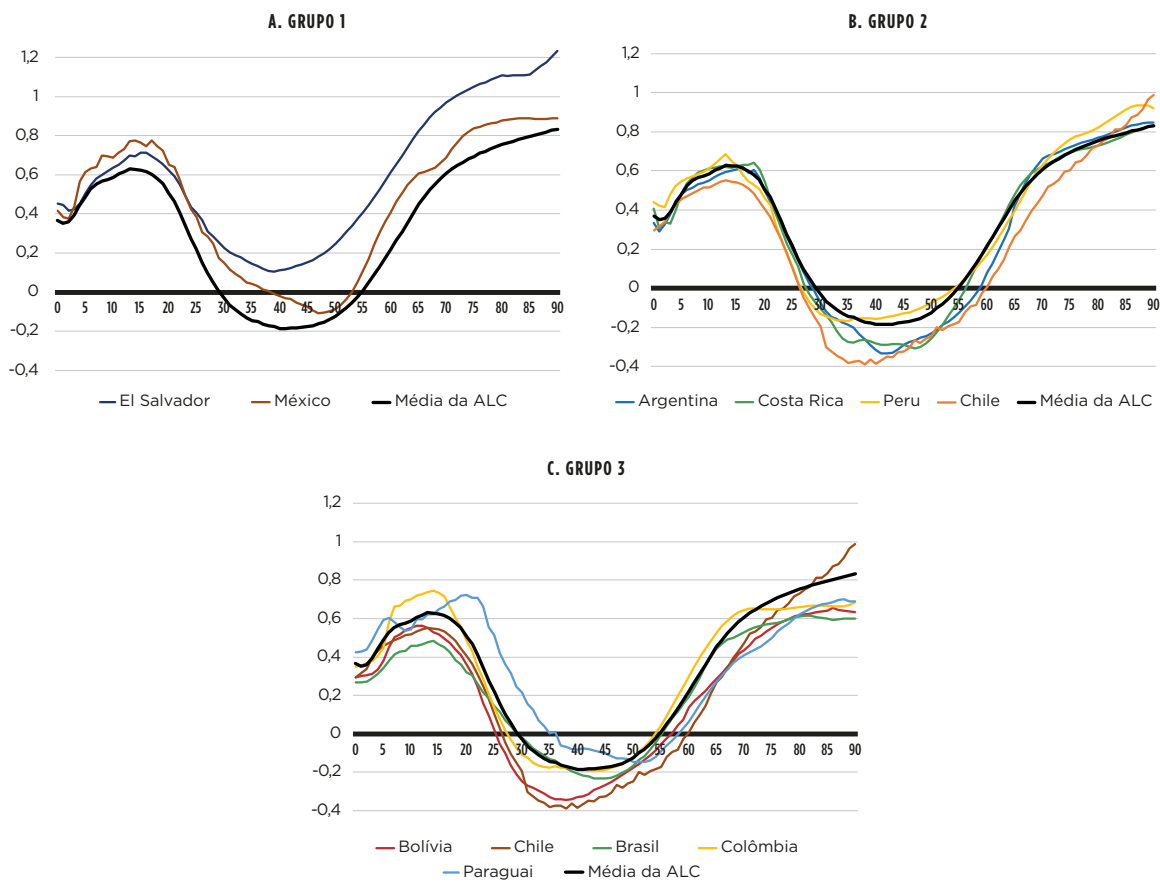 A. GRUPO 1
1,2
1
0,8
0,6
0,4
0,2
0
-0,2
-0,4
0 5 10 15 20 25 30 35 40 45 50 55 60 65 70 75 80 85 90
El Salvador México Média da ALC
B. GRUPO 2
1,2
1
0,8
0,6
0,4
0,2
0
-0,2
-0,4
0 5 10 15 20 25 30 35 40 45 50 55 60 65 70 75 80 85 90
Argentina Costa Rica Peru Chile Média da ALC
C. GRUPO 3
1,2
1
0,8
0,6
0,4
0,2
0
-0,2
-0,4
0 5 10 15 20 25 30 35 40 45 50 55 60 65 70 75 80 85 90
Bolívia Chile Brasil Colômbia
Paraguai Média da ALC